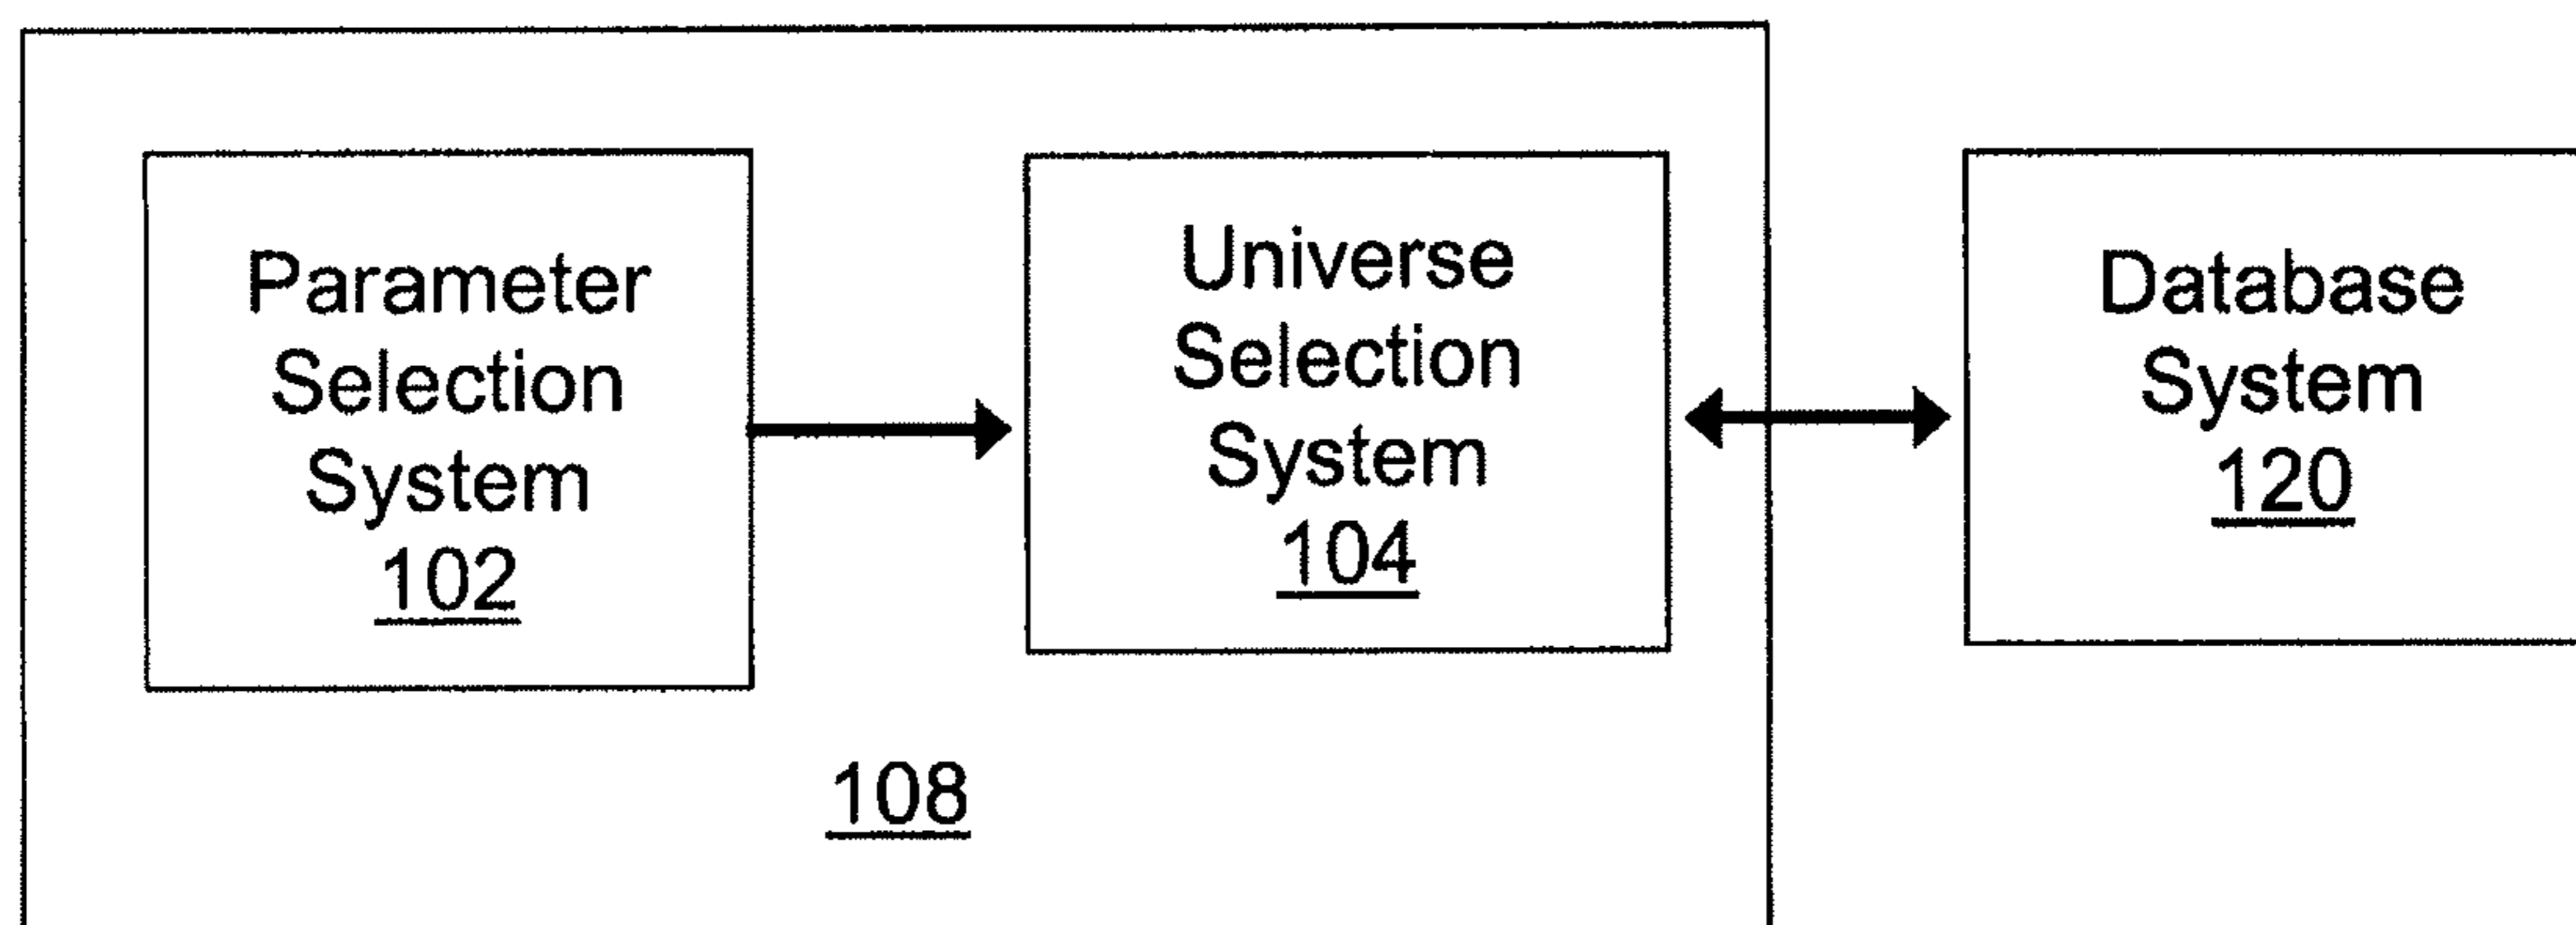 Parameter
Selection
System
102
Universe
Selection
System
104
Database
System
120
108